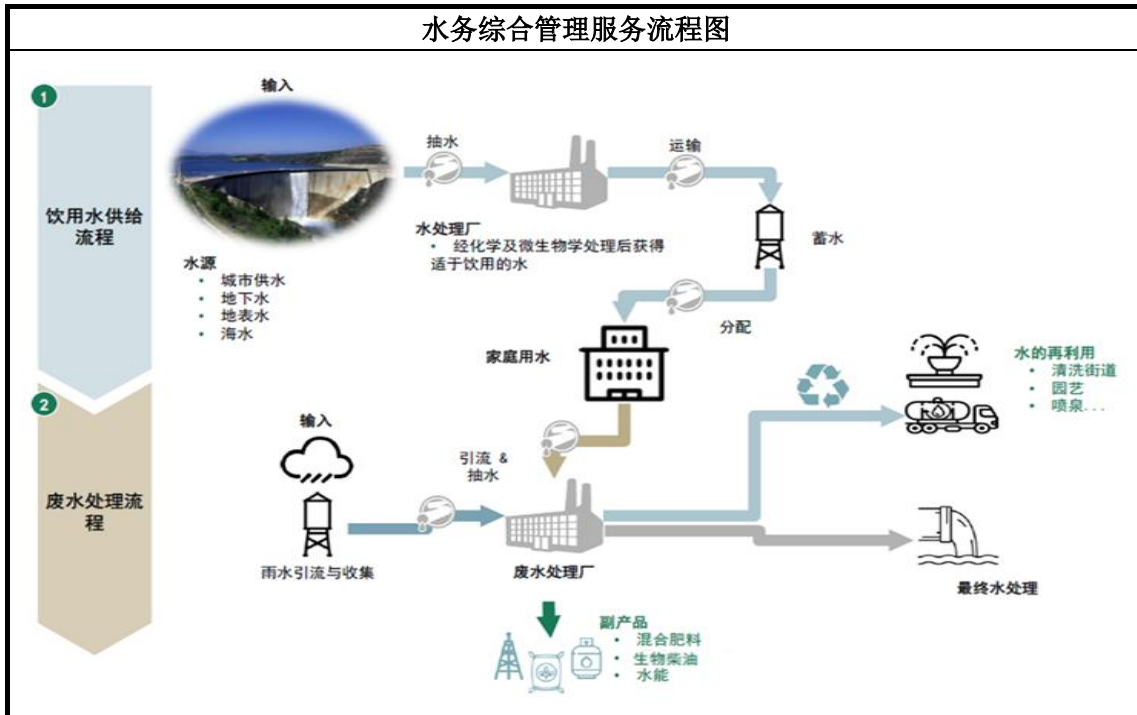 水务综合管理服务流程图
1
输入
抽水
运输
饮用水供给
流程
水处理厂
• 经化学及微生物学处理后获得
适于饮用的水
蓄水
水源
• 城市供水
• 地下水
• 地表水
• 海水
分配
家庭用水
水的再利用
• 清洗街道
• 园艺
• 喷泉...
2
输入
引流 &
抽水
废水处理流
程
雨水引流与收集
废水处理厂
最终水处理
副产品
• 混合肥料
• 生物柴油
• 水能